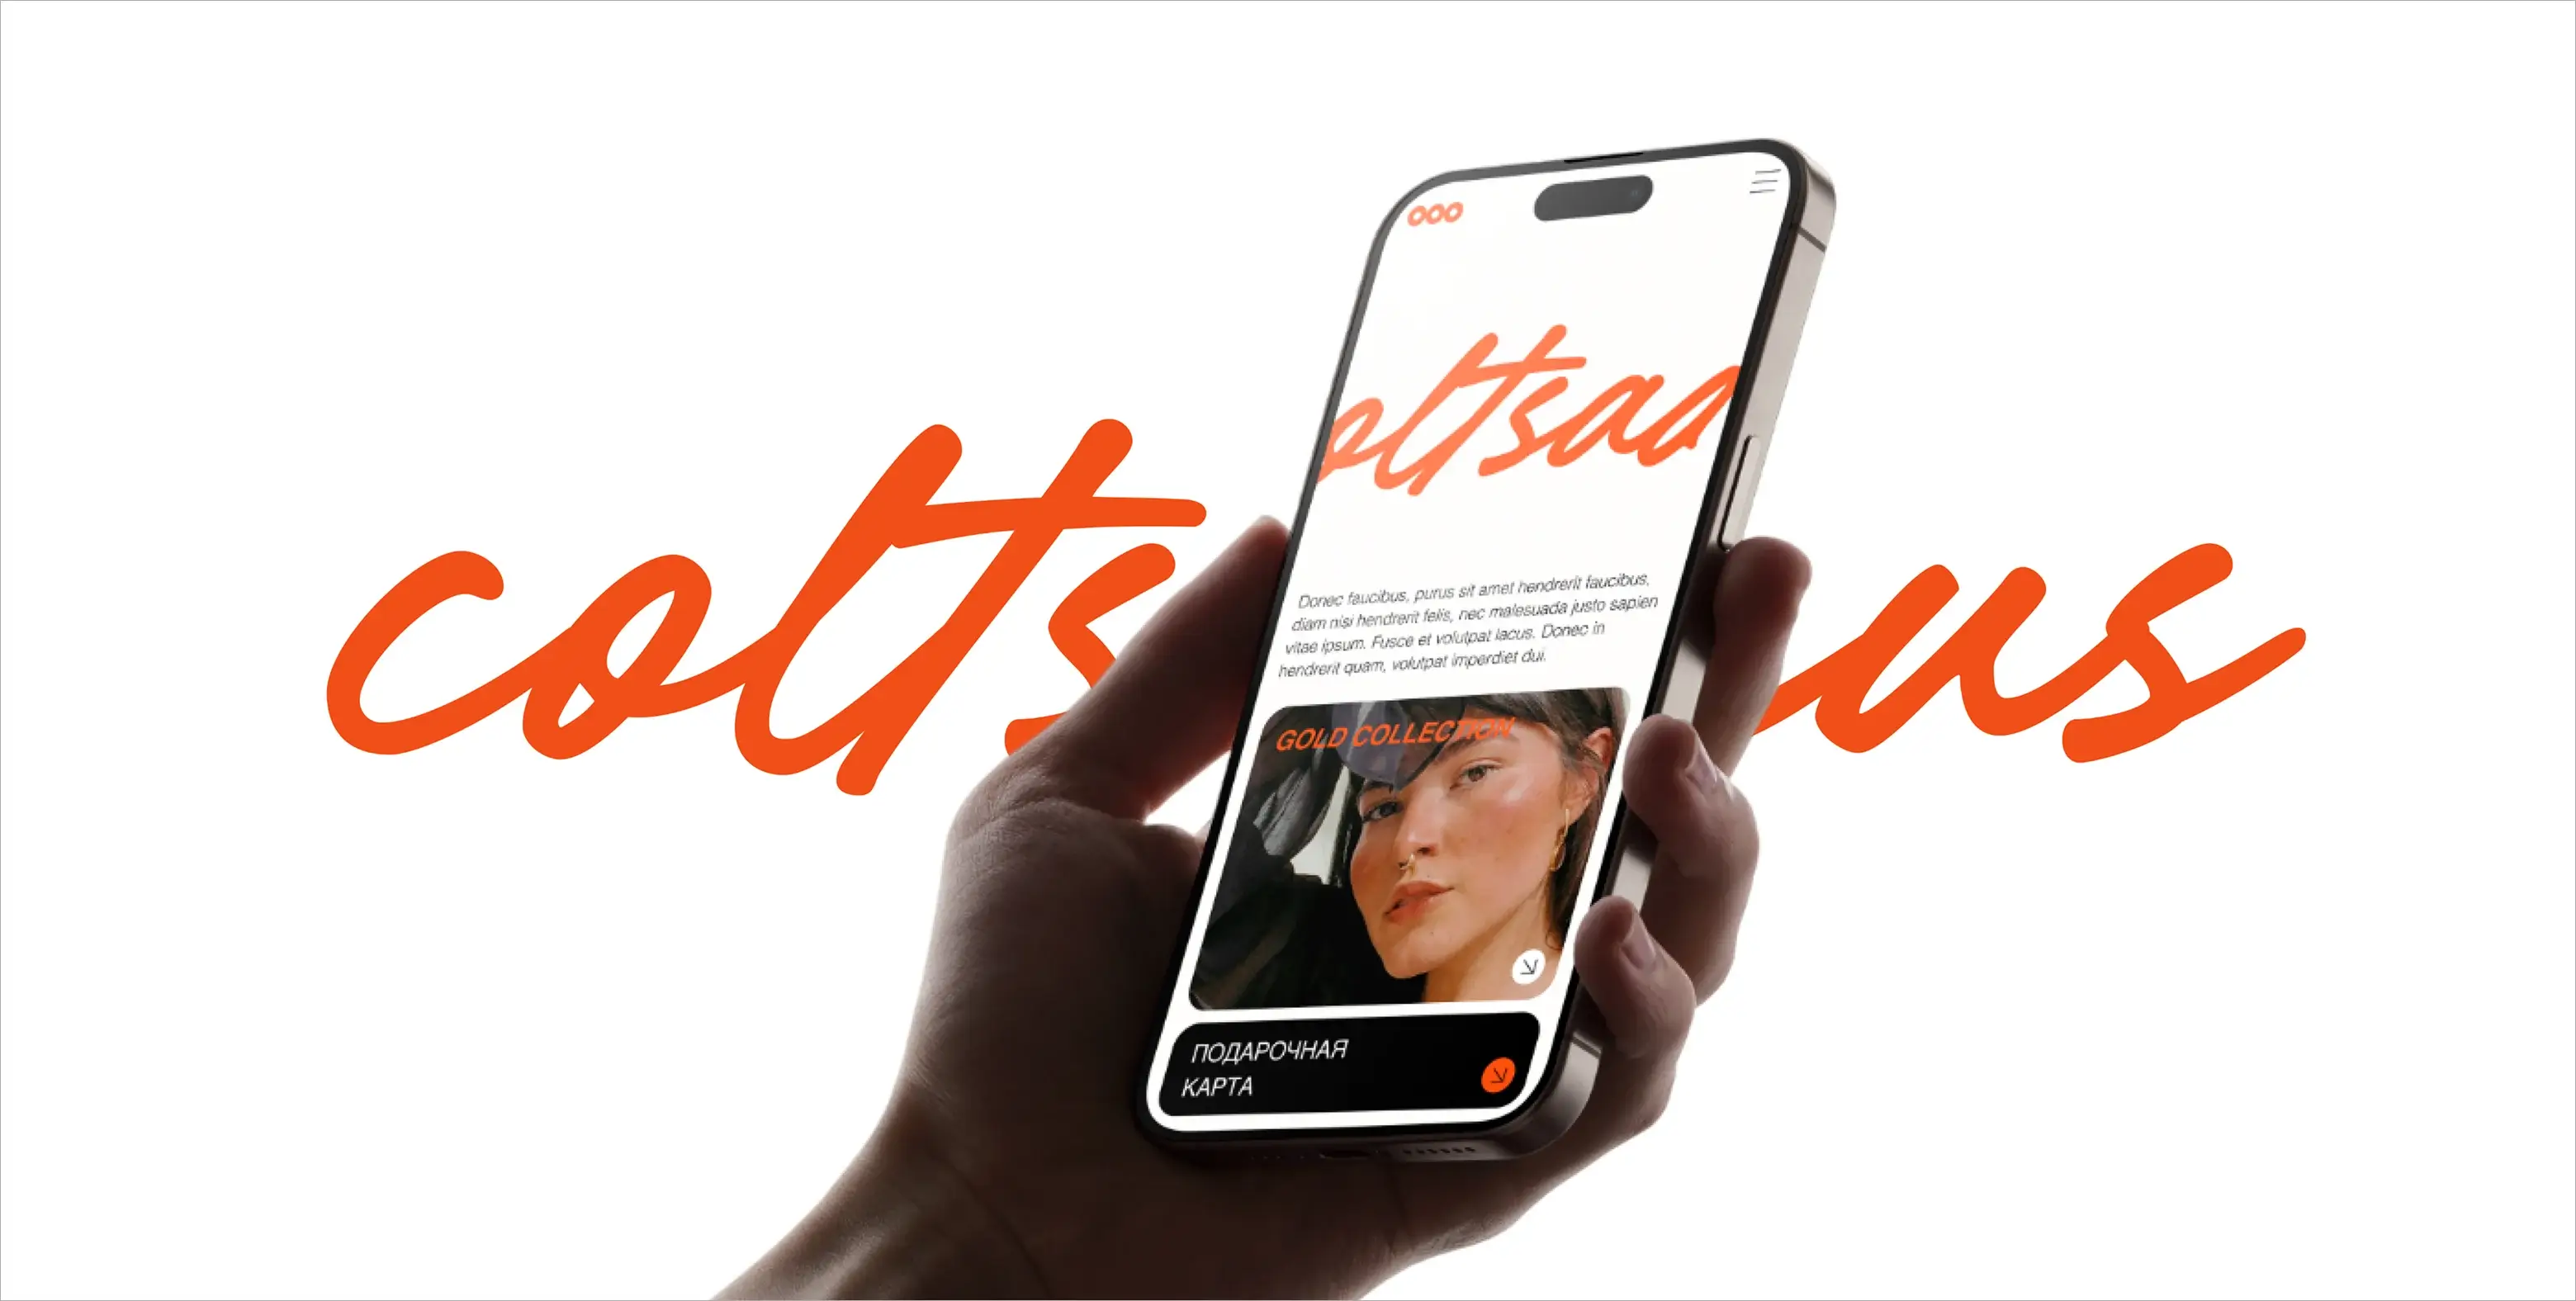 colts
us
ooo
oltsaa
Donec faucibus, purus sit amet hendrerit faucibus,
diam nisi hendrerit felis, nec malesuada justo sapien
vitae ipsum. Fusce et volutpat lacus. Donec in
hendrerit quam, volutpat imperdiet dui.
GOLD COLLECTION
ПОДАРОЧНАЯ
КАРТА